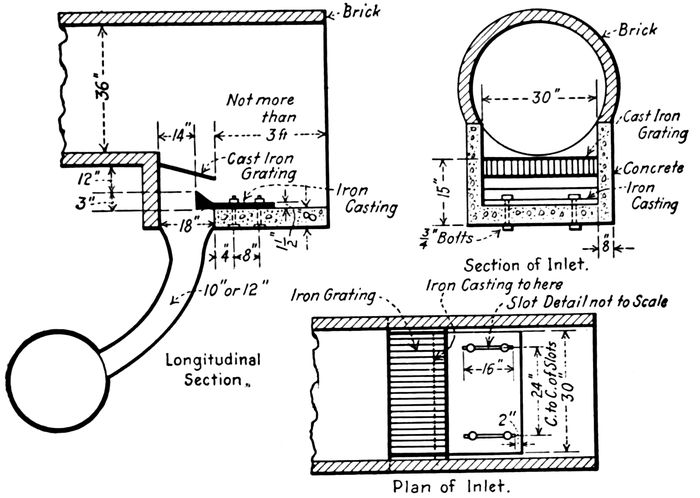 Brick
36"
Not more
than
3 ft
14"
Cast Iron
Grating
12"
3"
Iron
Casting
18"
8"
4"
8"
1 1/2"
10" or 12"
Longitudinal
Section.
Brick
30"
Cast Iron
Grating
Concrete
15"
Iron
Casting
3/4" Bolts
8"
Section of Inlet.
Iron Grating
Iron Casting to here
Slot Detail not to Scale
16"
24"
C. to C. of Slots
30"
2"
Plan of Inlet.